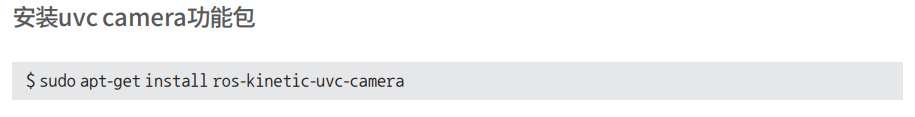 安装uvc camera功能包
$ sudo apt-get install ros-kinetic-uvc-camera